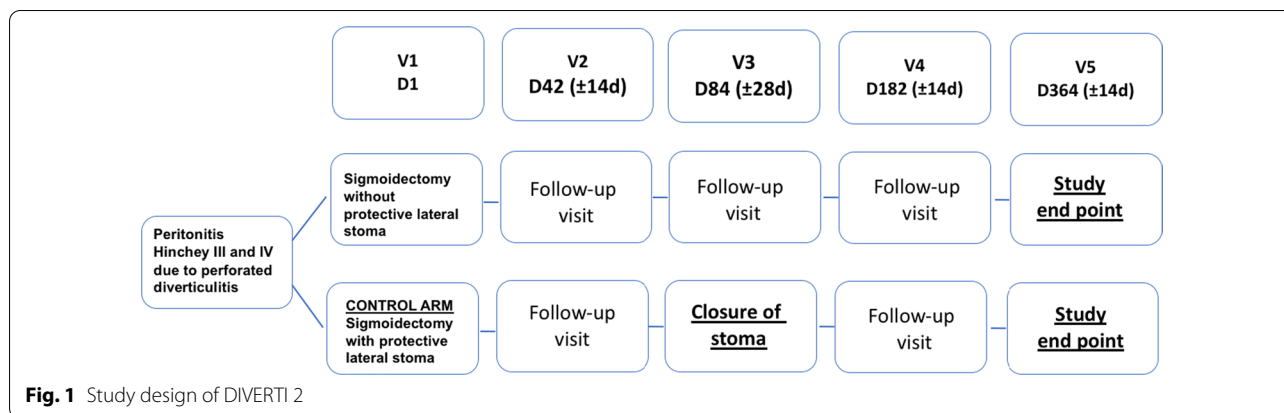 V1
D1
V2
D42 (±14d)
V3
D84 (±28d)
V4
D182 (±14d)
V5
D364 (±14d)
Peritonitis
Hinchey III and IV
due to perforated
diverticulitis
Sigmoidectomy
without
protective lateral
stoma
Follow-up
visit
Follow-up
visit
Follow-up
visit
Study
end point
CONTROL ARM
Sigmoidectomy
with protective
lateral stoma
Follow-up
visit
Closure of
stoma
Follow-up
visit
Study
end point
Fig. 1 Study design of DIVERTI 2